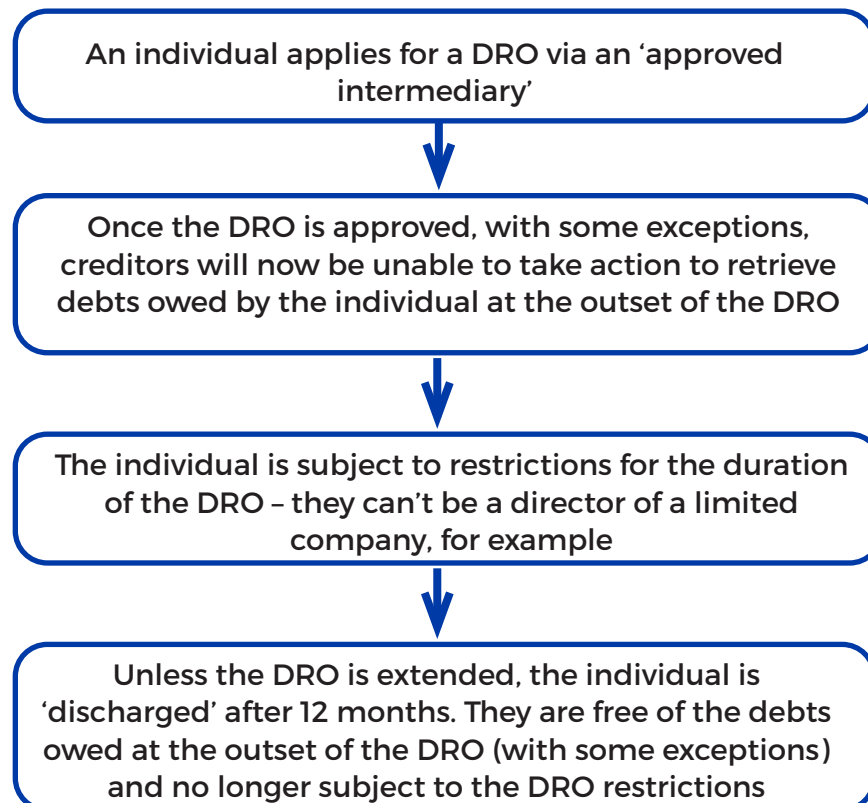 An individual applies for a DRO via an ‘approved
intermediary’
Once the DRO is approved, with some exceptions,
creditors will now be unable to take action to retrieve
debts owed by the individual at the outset of the DRO
The individual is subject to restrictions for the duration
of the DRO – they can’t be a director of a limited
company, for example
Unless the DRO is extended, the individual is
‘discharged’ after 12 months. They are free of the debts
owed at the outset of the DRO (with some exceptions)
and no longer subject to the DRO restrictions